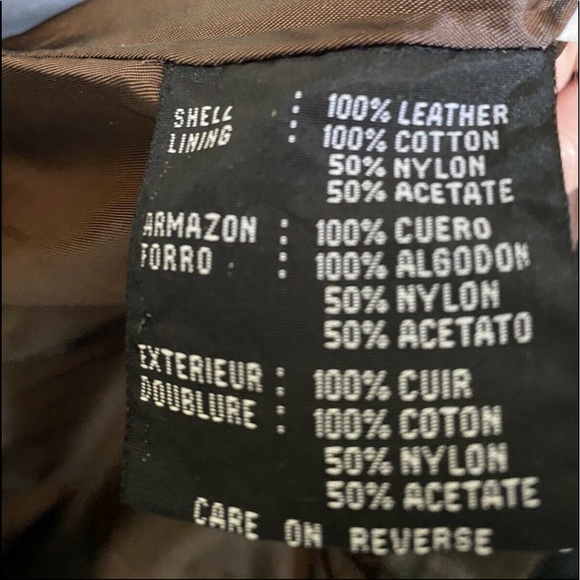 SHELL : 100% LEATHER
LINING : 100% COTTON
50% NYLON
50% ACETATE
ARMAZON : 100% CUERO
FORRO : 100% ALGODON
50% NYLON
50% ACETATO
EXTERIEUR : 100% CUIR
DOUBLURE : 100% COTON
50% NYLON
50% ACETATE
CARE ON REVERSE